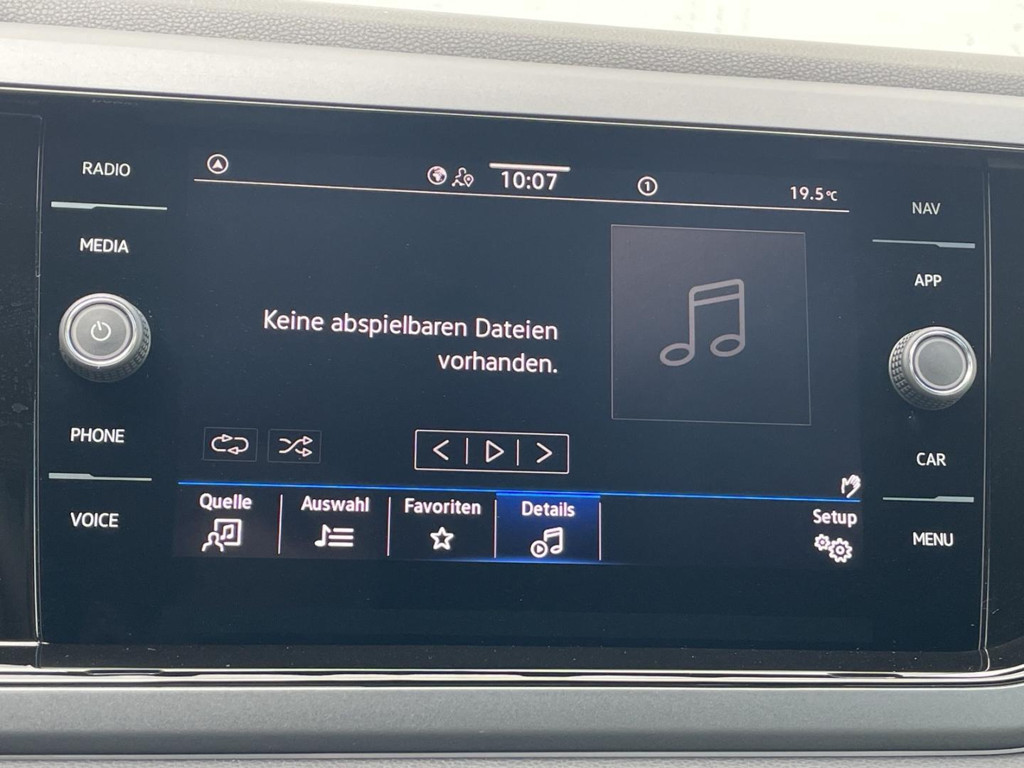 RADIO
MEDIA
PHONE
VOICE
10:07
1
19.5°C
Keine abspielbaren Dateien
vorhanden.
Quelle
Auswahl
Favoriten
Details
Setup
NAV
APP
CAR
MENU